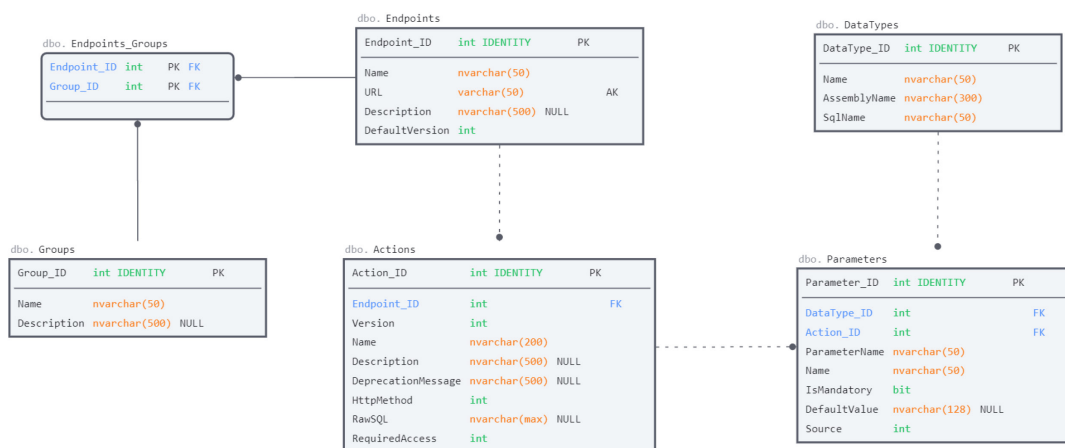 dbo. Endpoints_Groups
Endpoint_ID int PK FK
Group_ID int PK FK
dbo. Endpoints
Endpoint_ID int IDENTITY PK
Name nvarchar(50)
URL varchar(50) AK
Description nvarchar(500) NULL
DefaultVersion int
dbo. DataTypes
DataType_ID int IDENTITY PK
Name nvarchar(50)
AssemblyName nvarchar(300)
SqlName nvarchar(50)
dbo. Groups
Group_ID int IDENTITY PK
Name nvarchar(50)
Description nvarchar(500) NULL
dbo. Actions
Action_ID int IDENTITY PK
Endpoint_ID int FK
Version int
Name nvarchar(200)
Description nvarchar(500) NULL
DeprecationMessage nvarchar(500) NULL
HttpMethod int
RawSQL nvarchar(max) NULL
RequiredAccess int
dbo. Parameters
Parameter_ID int IDENTITY PK
DataType_ID int FK
Action_ID int FK
ParameterName nvarchar(50)
Name nvarchar(50)
IsMandatory bit
DefaultValue nvarchar(128) NULL
Source int